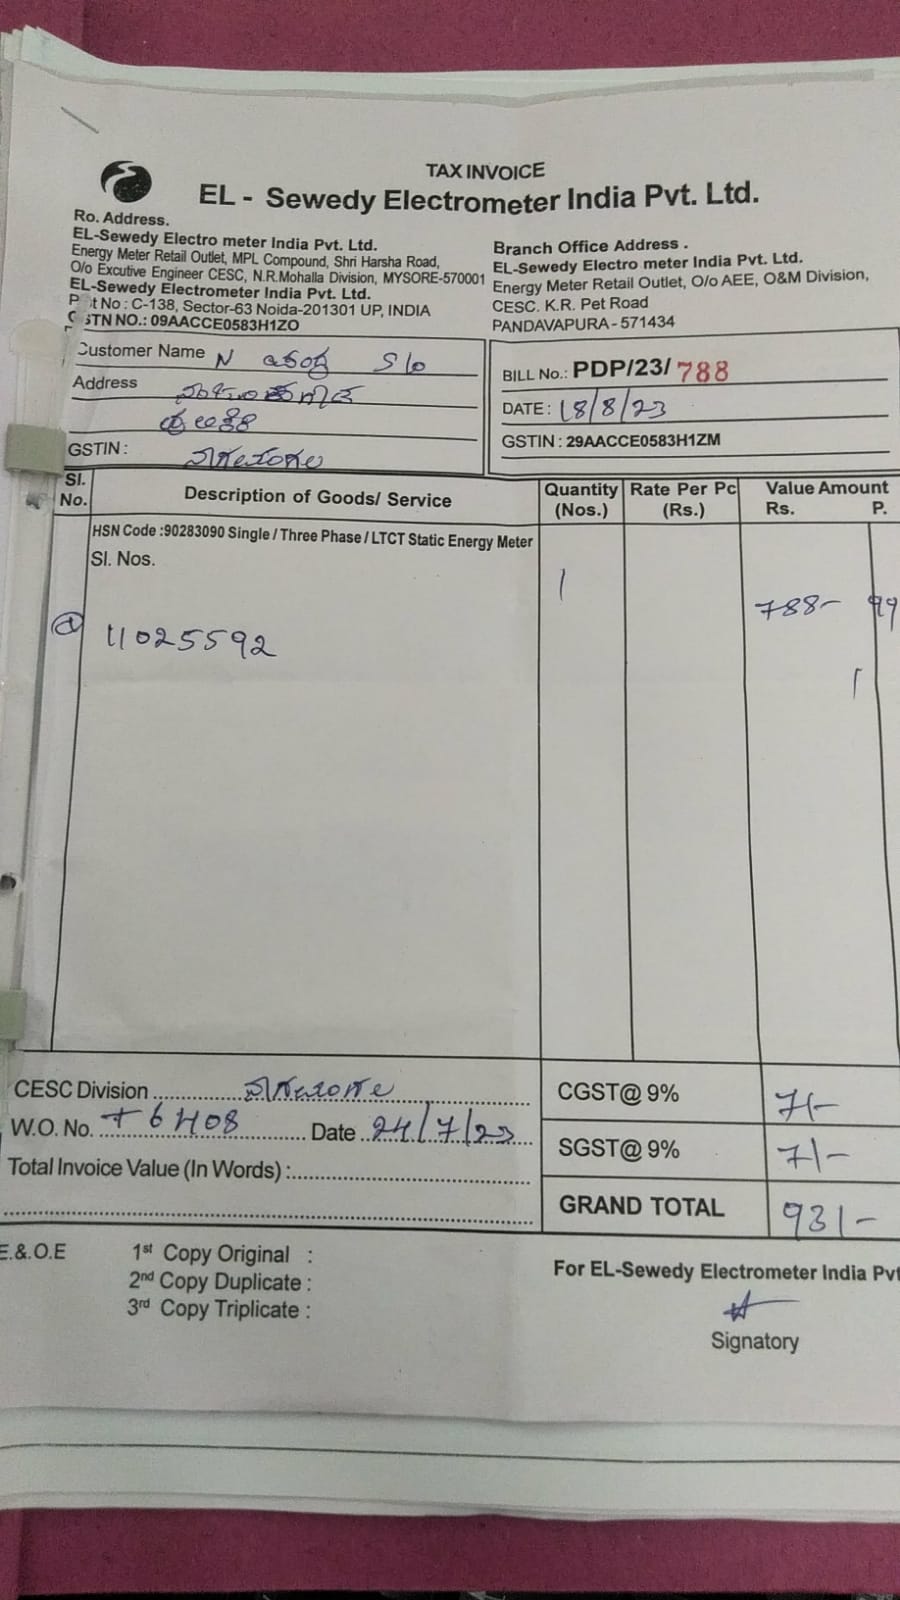 TAX INVOICE
EL - Sewedy Electrometer India Pvt. Ltd.
Ro. Address.
EL-Sewedy Electro meter India Pvt. Ltd.
Energy Meter Retail Outlet, MPL Compound, Shri Harsha Road,
O/o Excutive Engineer CESC, N.R.Mohalla Division, MYSORE-570001
EL-Sewedy Electrometer India Pvt. Ltd.
No : C-138, Sector-63 Noida-201301 UP, INDIA
STN NO.: 09AACCE0583H1ZO
Branch Office Address .
EL-Sewedy Electro meter India Pvt. Ltd.
Energy Meter Retail Outlet, O/o AEE, O&M Division,
CESC. K.R. Pet Road
PANDAVAPURA - 571434
Customer Name N S/o
Address
GSTIN :
BILL No.: PDP/23/ 788
DATE : 18/8/23
GSTIN : 29AACCE0583H1ZM
Sl. No. Description of Goods/ Service Quantity (Nos.) Rate Per Pc (Rs.) Value Amount Rs. P.
HSN Code :90283090 Single / Three Phase / LTCT Static Energy Meter
Sl. Nos.
1 788- 99
11025592
CESC Division
W.O. No. Date 24/7/23
Total Invoice Value (In Words) :
CGST@ 9% 71-
SGST@ 9% 71-
GRAND TOTAL 931-
E.&.O.E
1st Copy Original :
2nd Copy Duplicate :
3rd Copy Triplicate :
For EL-Sewedy Electrometer India Pvt
Signatory